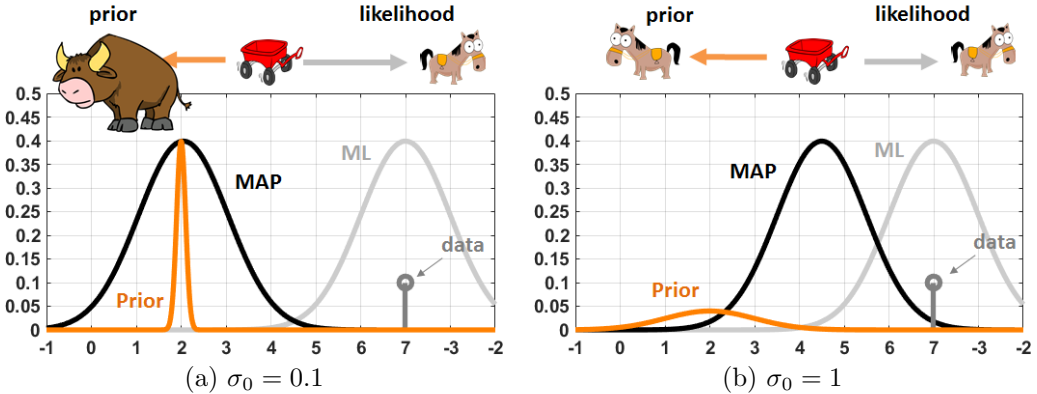 prior likelihood
0.5
0.45
0.4
0.35
0.3
0.25
0.2
0.15
0.1
0.05
0
ML
MAP
data
Prior
-1 0 1 2 3 4 5 6 7 -3 -2
(a) σ₀ = 0.1
prior likelihood
0.5
0.45
0.4
0.35
0.3
0.25
0.2
0.15
0.1
0.05
0
ML
MAP
data
Prior
-1 0 1 2 3 4 5 6 7 -3 -2
(b) σ₀ = 1